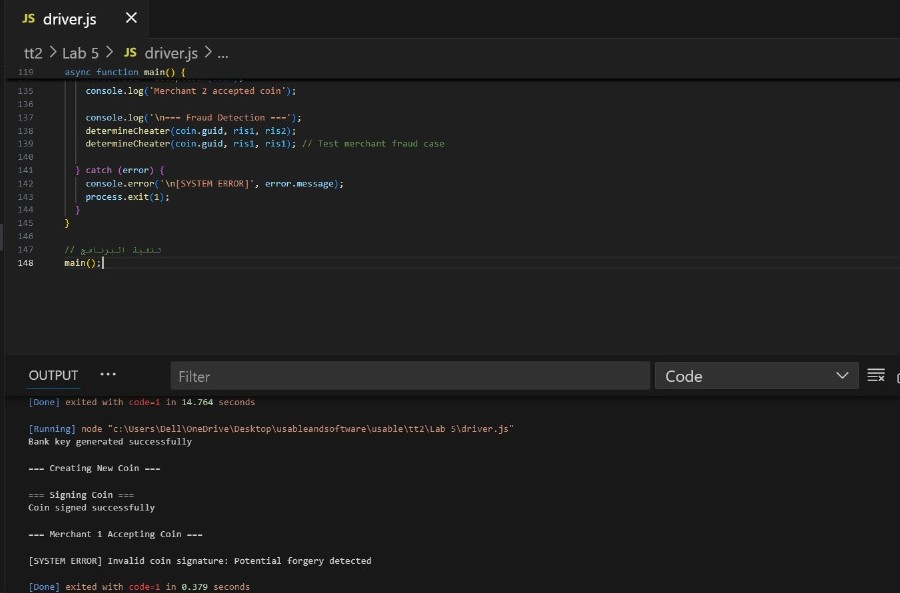 JS driver.js ×
tt2 > Lab 5 > JS driver.js > ...
119 async function main() {
135 console.log('Merchant 2 accepted coin');
136
137 console.log('\n=== Fraud Detection ===');
138 determineCheater(coin.guid, ris1, ris2);
139 determineCheater(coin.guid, ris1, ris1); // Test merchant fraud case
140
141 } catch (error) {
142 console.error('\n[SYSTEM ERROR]', error.message);
143 process.exit(1);
144 }
145 }
146
147 // تنفيذ البرنامج
148 main();
OUTPUT ... Filter Code
[Done] exited with code=1 in 14.764 seconds
[Running] node "c:\Users\Dell\OneDrive\Desktop\usableandsoftware\usable\tt2\Lab 5\driver.js"
Bank key generated successfully
=== Creating New Coin ===
=== Signing Coin ===
Coin signed successfully
=== Merchant 1 Accepting Coin ===
[SYSTEM ERROR] Invalid coin signature: Potential forgery detected
[Done] exited with code=1 in 0.379 seconds